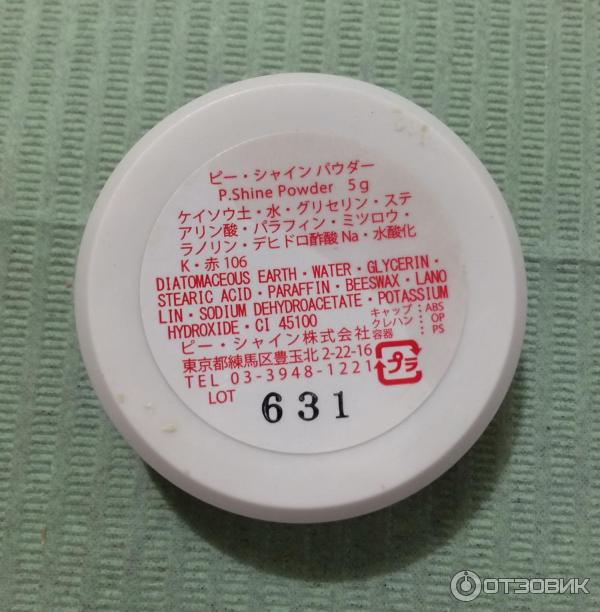 ピー・シャイン パウダー
P.Shine Powder 5g
ケイソウ土・水・グリセリン・ステ
アリン酸・パラフィン・ミツロウ・
ラノリン・デヒドロ酢酸Na・水酸化
K・赤106
DIATOMACEOUS EARTH・WATER・GLYCERIN・
STEARIC ACID・PARAFFIN・BEESWAX・LANO
LIN・SODIUM DEHYDROACETATE・POTASSIUM
HYDROXIDE・CI 45100
キャップ：ABS
クレハン：OP
容器：PS
ピー・シャイン株式会社
東京都練馬区豊玉北2-22-16
TEL 03-3948-1221
プラ
LOT 631
ОТЗОВИК